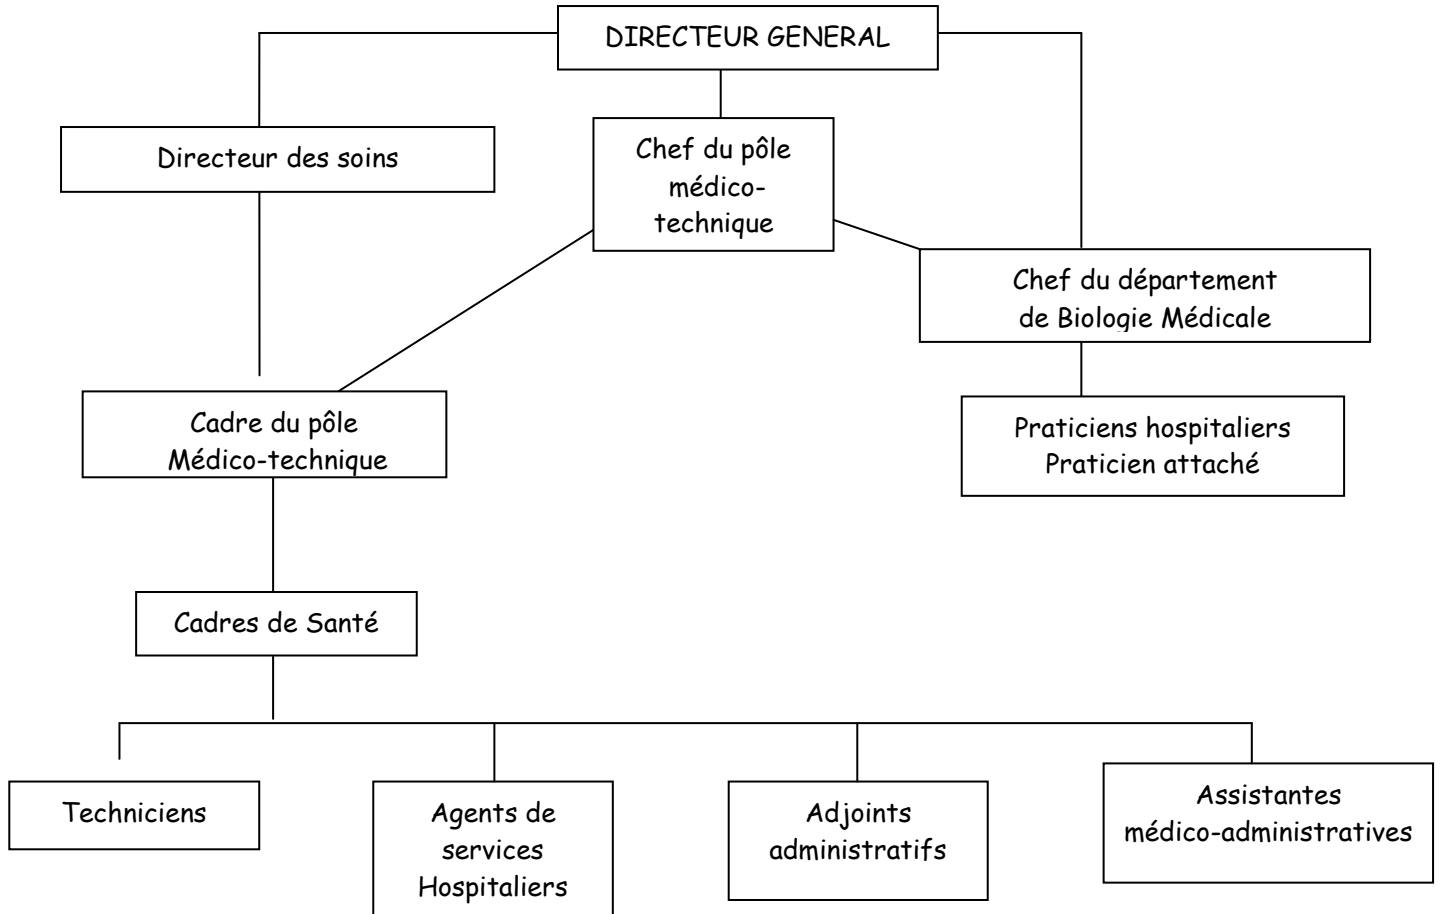 DIRECTEUR GENERAL
Directeur des soins
Chef du pôle
médico-
technique
Chef du département
de Biologie Médicale
Cadre du pôle
Médico-technique
Praticiens hospitaliers
Praticien attaché
Cadres de Santé
Techniciens
Agents de
services
Hospitaliers
Adjoints
administratifs
Assistantes
médico-administratives